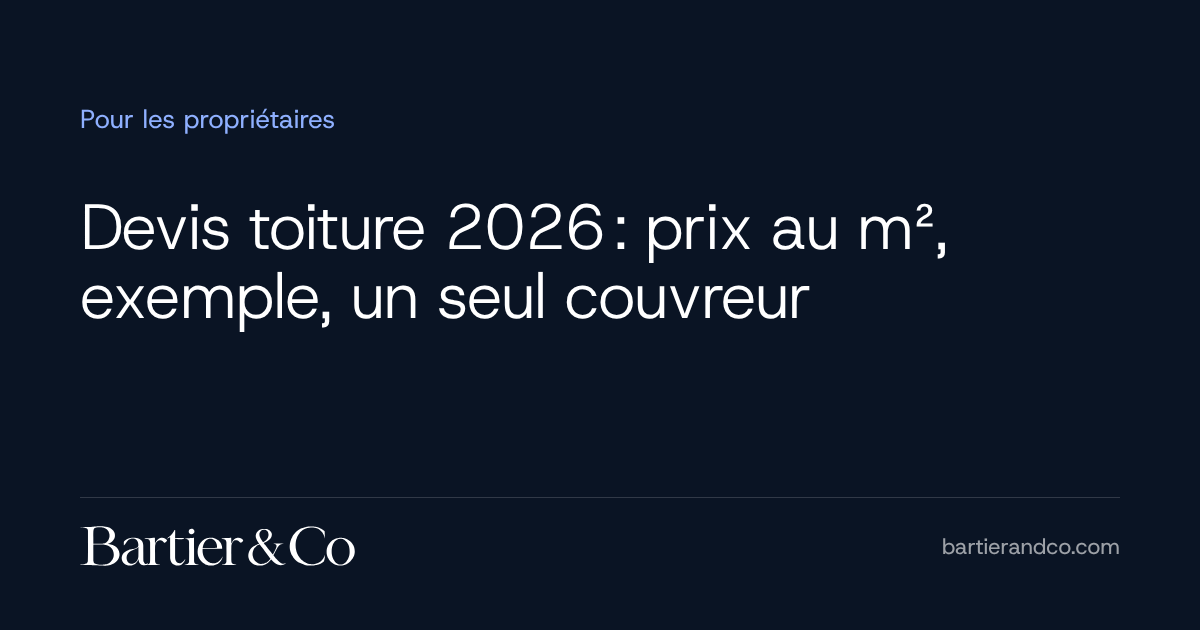 Pour les propriétaires
Devis toiture 2026 : prix au m²,
exemple, un seul couvreur
Bartier & Co
bartierandco.com